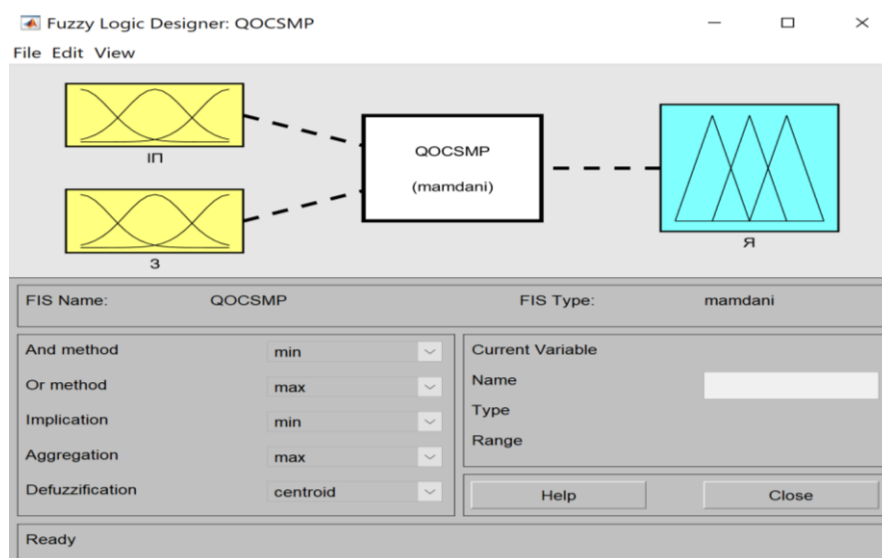 Fuzzy Logic Designer: QOCSMP
File Edit View
ІП
З
QOCSMP
(mamdani)
Я
FIS Name: QOCSMP FIS Type: mamdani
And method min
Or method max
Implication min
Aggregation max
Defuzzification centroid
Current Variable
Name
Type
Range
Help Close
Ready